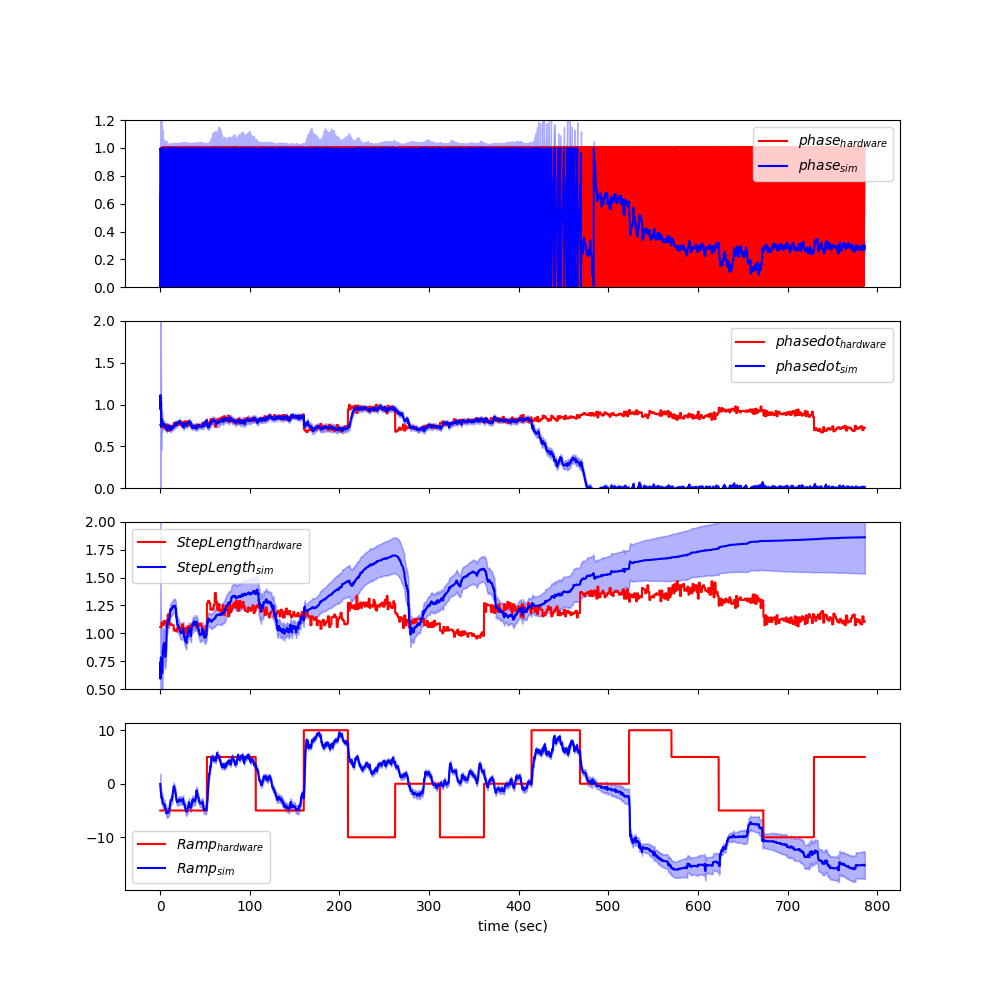 1.2
1.0
0.8
0.6
0.4
0.2
0.0
phase_hardware
phase_sim
2.0
1.5
1.0
0.5
0.0
phasedot_hardware
phasedot_sim
2.00
1.75
1.50
1.25
1.00
0.75
0.50
StepLength_hardware
StepLength_sim
10
0
−10
Ramp_hardware
Ramp_sim
0 100 200 300 400 500 600 700 800
time (sec)